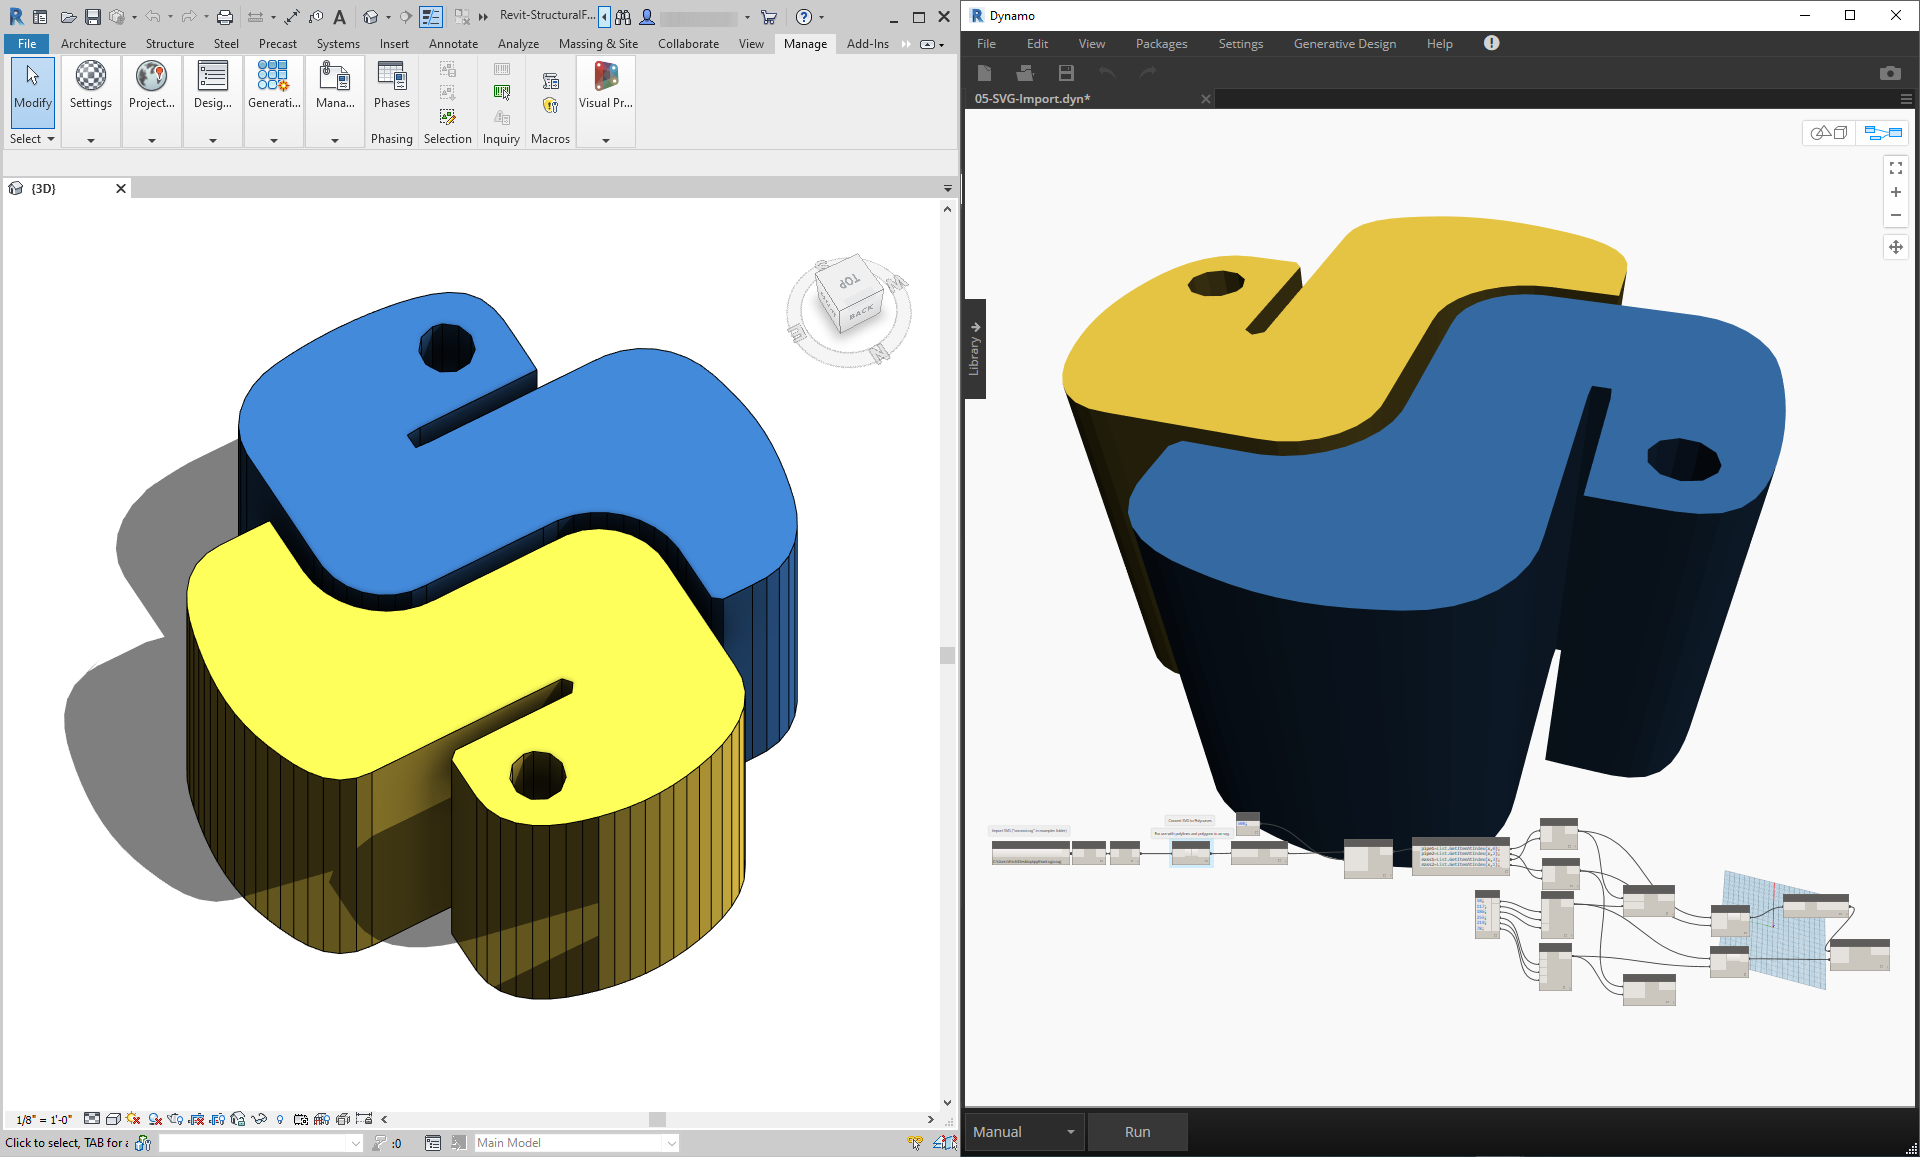 Revit-StructuralF...
File Architecture Structure Steel Precast Systems Insert Annotate Analyze Massing & Site Collaborate View Manage Add-Ins
Modify Settings Project... Desig... Generati... Mana... Phases Visual Pr...
Select Phasing Selection Inquiry Macros
{3D}
TOP
BACK
N
E
1/8" = 1'-0"
Click to select, TAB for a :0 Main Model
Dynamo
File Edit View Packages Settings Generative Design Help
05-SVG-Import.dyn*
Library
Manual Run